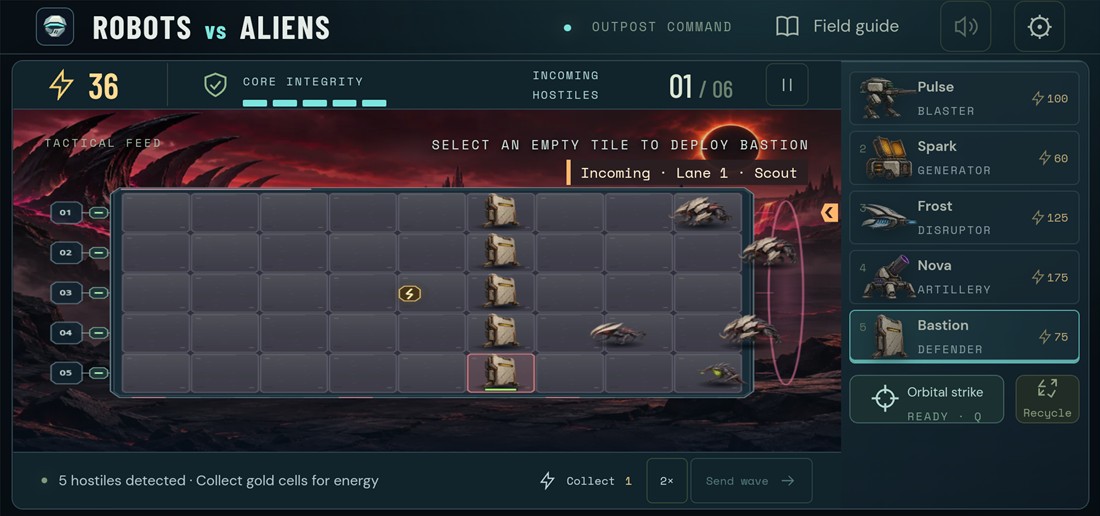 ROBOTS vs ALIENS
OUTPOST COMMAND
Field guide
36
CORE INTEGRITY
INCOMING
HOSTILES
01 / 06
TACTICAL FEED
SELECT AN EMPTY TILE TO DEPLOY BASTION
Incoming · Lane 1 · Scout
01
02
03
04
05
Pulse
BLASTER
100
2
Spark
GENERATOR
60
3
Frost
DISRUPTOR
125
4
Nova
ARTILLERY
175
5
Bastion
DEFENDER
75
Orbital strike
READY · Q
Recycle
5 hostiles detected · Collect gold cells for energy
Collect 1
2×
Send wave →